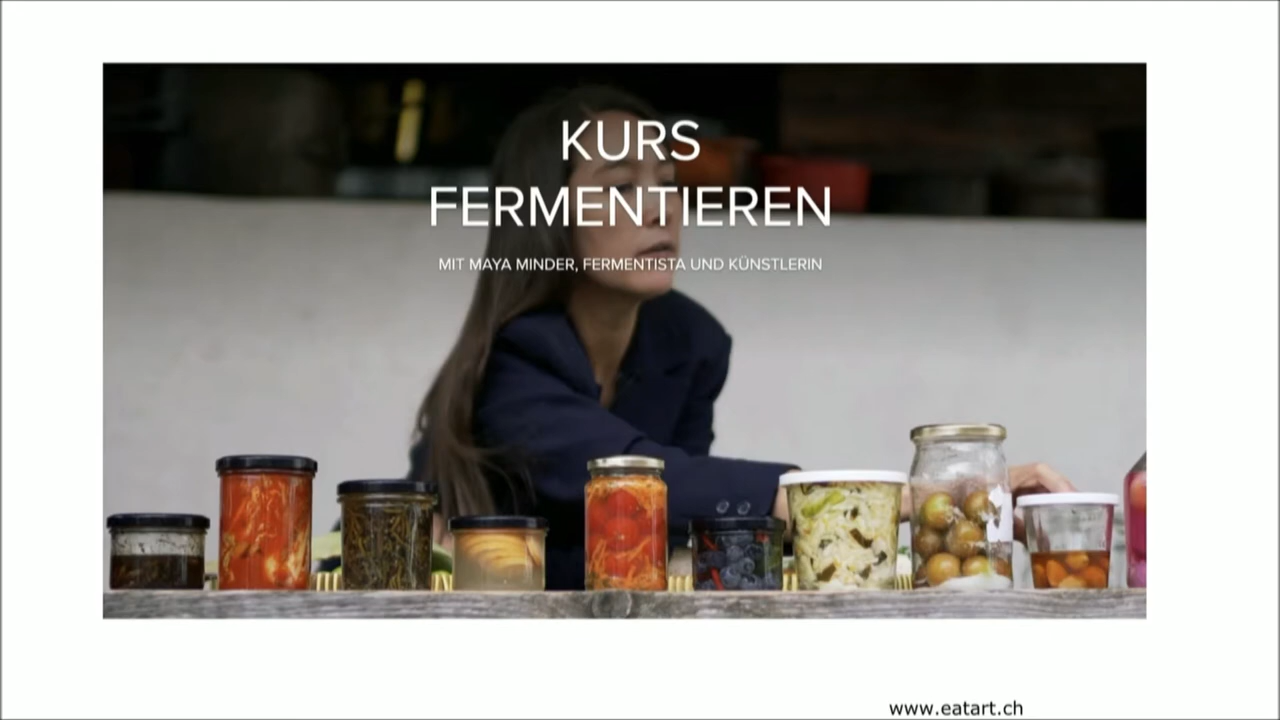 KURS
FERMENTIEREN
MIT MAYA MINDER, FERMENTISTA UND KÜNSTLERIN
www.eatart.ch